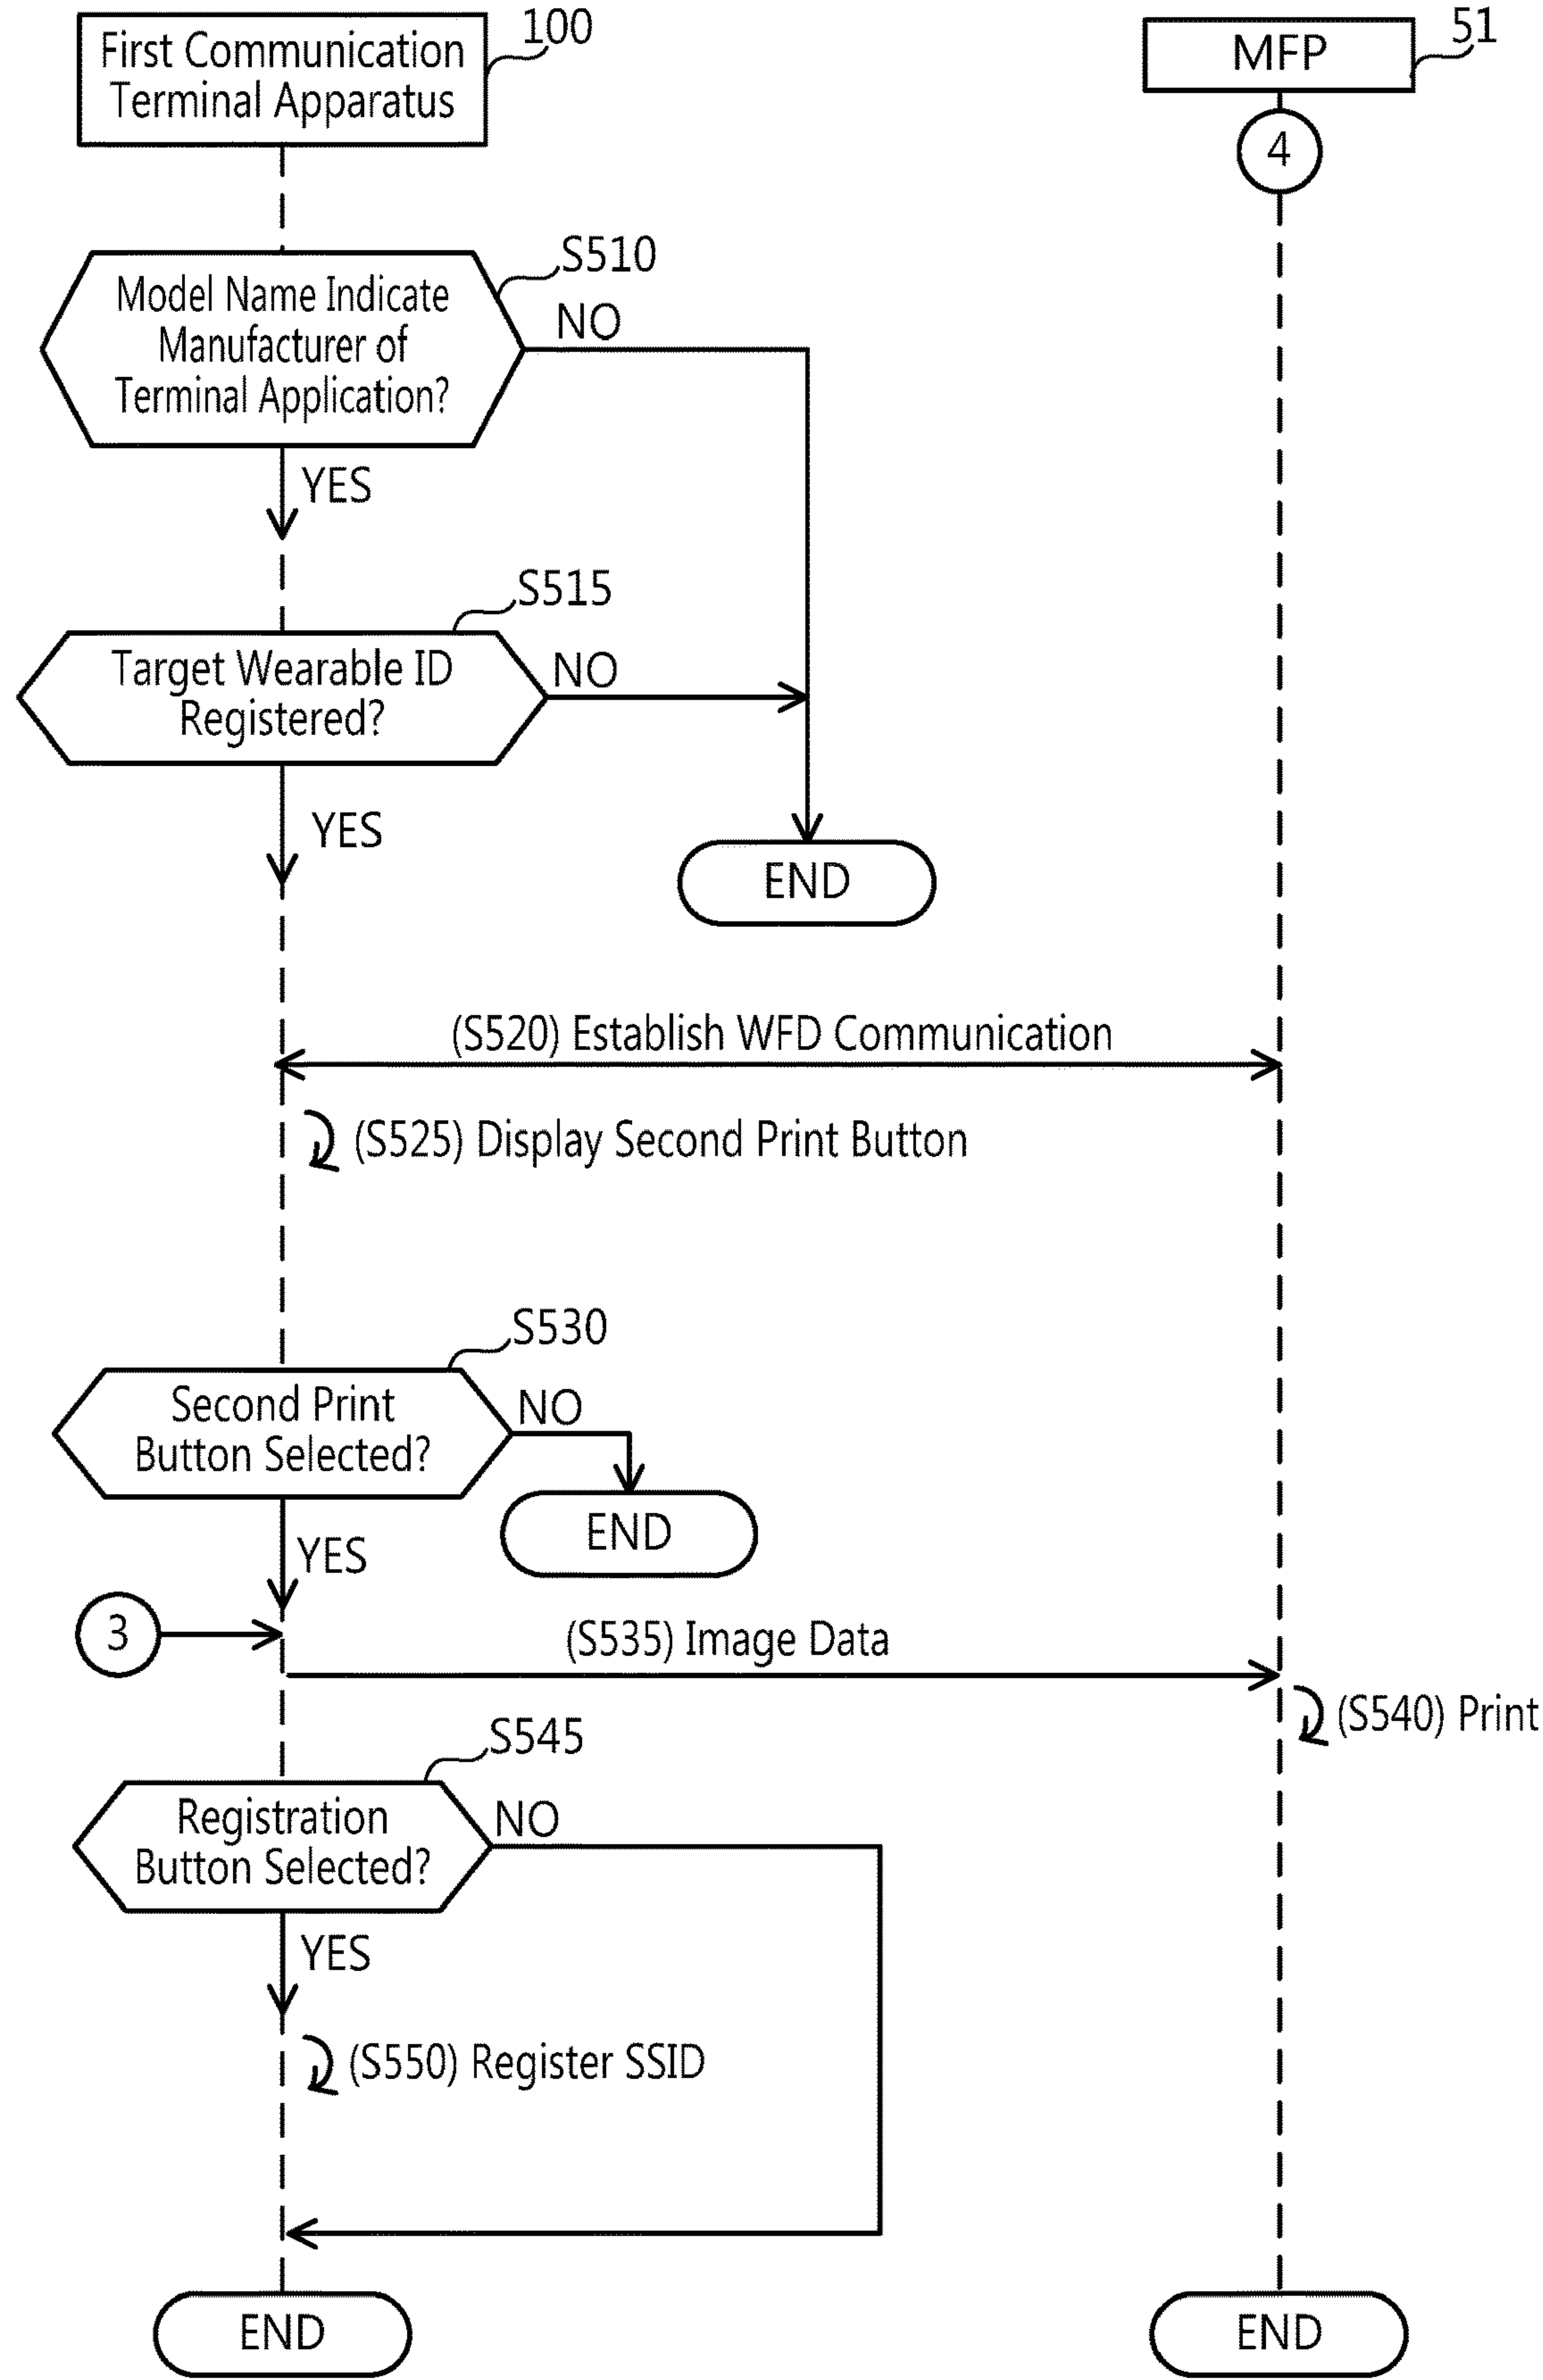 First Communication
Terminal Apparatus
100
MFP
51
4
S510
Model Name Indicate
Manufacturer of
Terminal Application?
NO
YES
S515
Target Wearable ID
Registered?
NO
YES
END
(S520) Establish WFD Communication
(S525) Display Second Print Button
S530
Second Print
Button Selected?
NO
END
YES
3
(S535) Image Data
(S540) Print
S545
Registration
Button Selected?
NO
YES
(S550) Register SSID
END
END